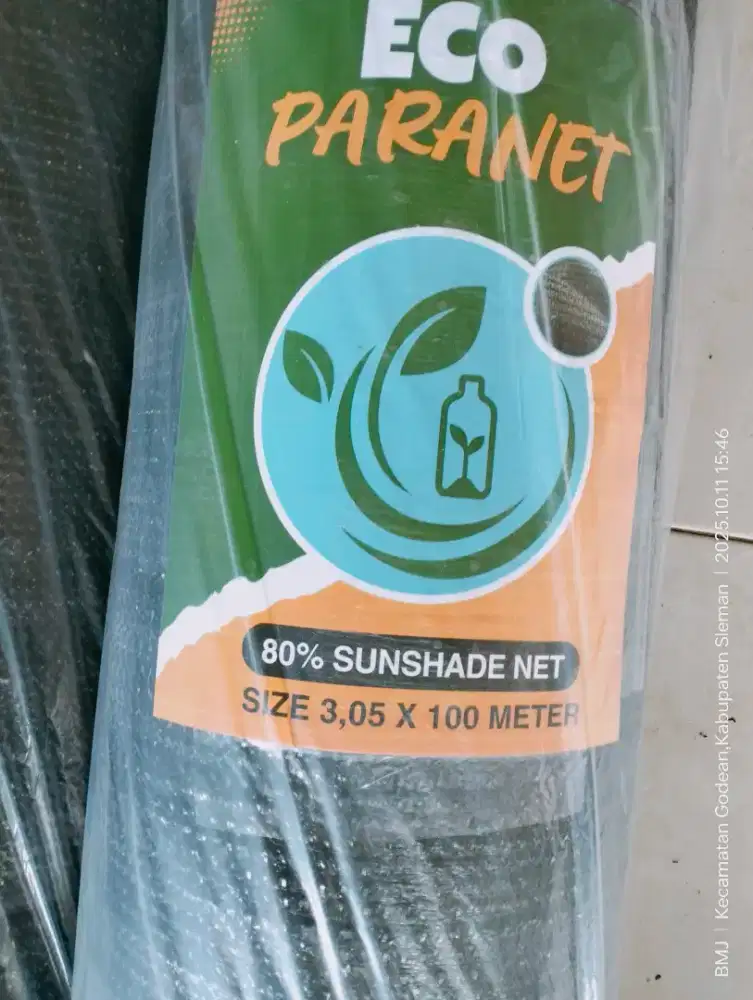 ECO
PARANET
80% SUNSHADE NET
SIZE 3,05 X 100 METER
BMJ | Kecamatan Godean,Kabupaten Sleman | 2025.10.11 15:46